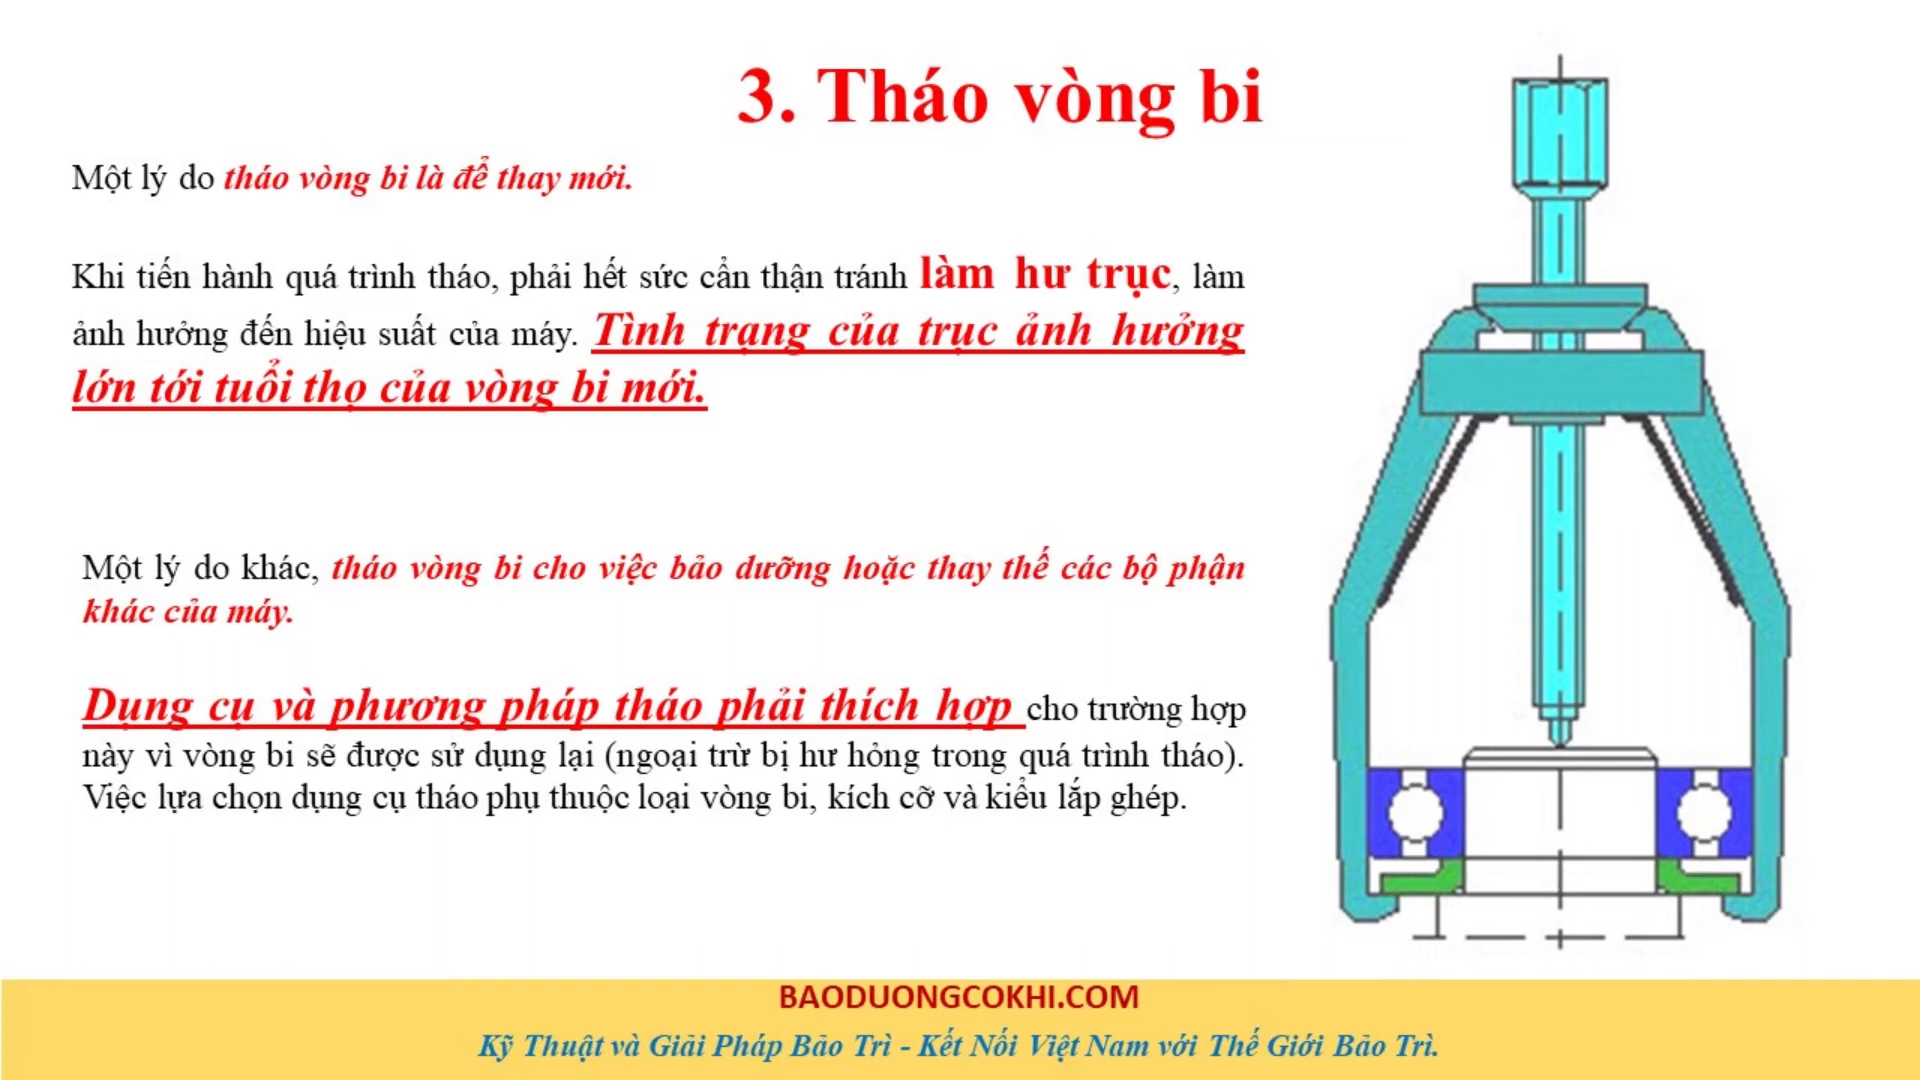 3. Tháo vòng bi
Một lý do tháo vòng bi là để thay mới.
Khi tiến hành quá trình tháo, phải hết sức cẩn thận tránh làm hư trục, làm
ảnh hưởng đến hiệu suất của máy. Tình trạng của trục ảnh hưởng
lớn tới tuổi thọ của vòng bi mới.
Một lý do khác, tháo vòng bi cho việc bảo dưỡng hoặc thay thế các bộ phận
khác của máy.
Dụng cụ và phương pháp tháo phải thích hợp cho trường hợp
này vì vòng bi sẽ được sử dụng lại (ngoại trừ bị hư hỏng trong quá trình tháo).
Việc lựa chọn dụng cụ tháo phụ thuộc loại vòng bi, kích cỡ và kiểu lắp ghép.
BAODUONGCOKHI.COM
Kỹ Thuật và Giải Pháp Bảo Trì - Kết Nối Việt Nam với Thế Giới Bảo Trì.